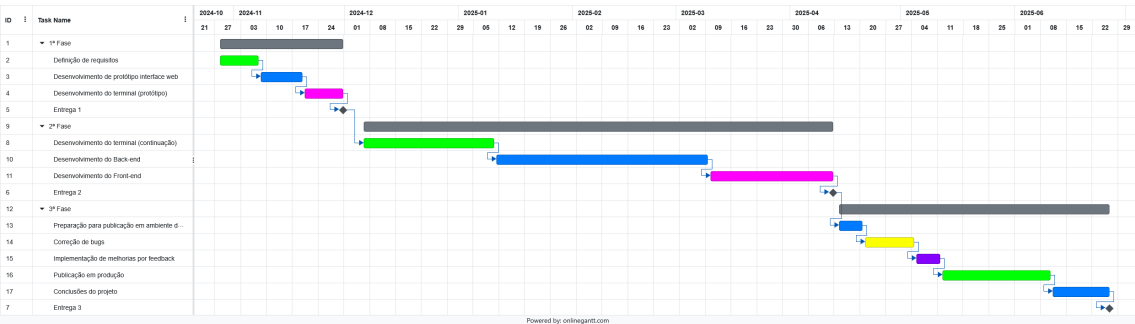 2024-10 2024-11 2024-12 2025-01 2025-02 2025-03 2025-04 2025-05 2025-06
ID Task Name
21 27 03 10 17 24 01 08 15 22 29 05 12 19 26 02 09 16 23 02 09 16 23 30 06 13 20 27 04 11 18 25 01 08 15 22 29
1 1ª Fase
2 Definição de requisitos
3 Desenvolvimento de protótipo interface web
4 Desenvolvimento do terminal (protótipo)
5 Entrega 1
9 2ª Fase
8 Desenvolvimento do terminal (continuação)
10 Desenvolvimento do Back-end
11 Desenvolvimento do Front-end
6 Entrega 2
12 3ª Fase
13 Preparação para publicação em ambiente d...
14 Correção de bugs
15 Implementação de melhorias por feedback
16 Publicação em produção
17 Conclusões do projeto
7 Entrega 3
Powered by: onlinegantt.com